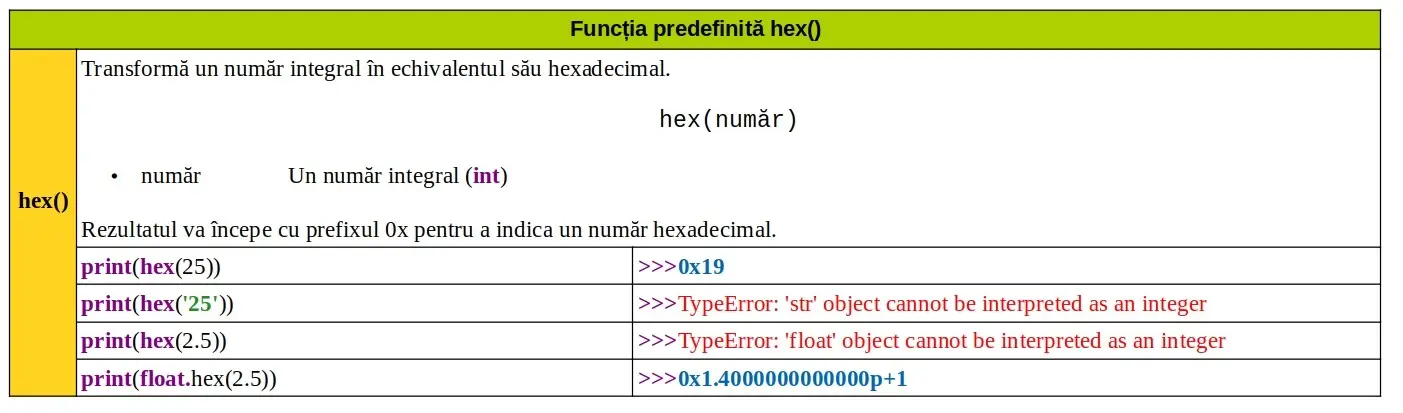 Funcția predefinită hex()
hex()
Transformă un număr integral în echivalentul său hexadecimal.
hex(număr)
• număr Un număr integral (int)
Rezultatul va începe cu prefixul 0x pentru a indica un număr hexadecimal.
print(hex(25)) >>>0x19
print(hex('25')) >>>TypeError: 'str' object cannot be interpreted as an integer
print(hex(2.5)) >>>TypeError: 'float' object cannot be interpreted as an integer
print(float.hex(2.5)) >>>0x1.4000000000000p+1